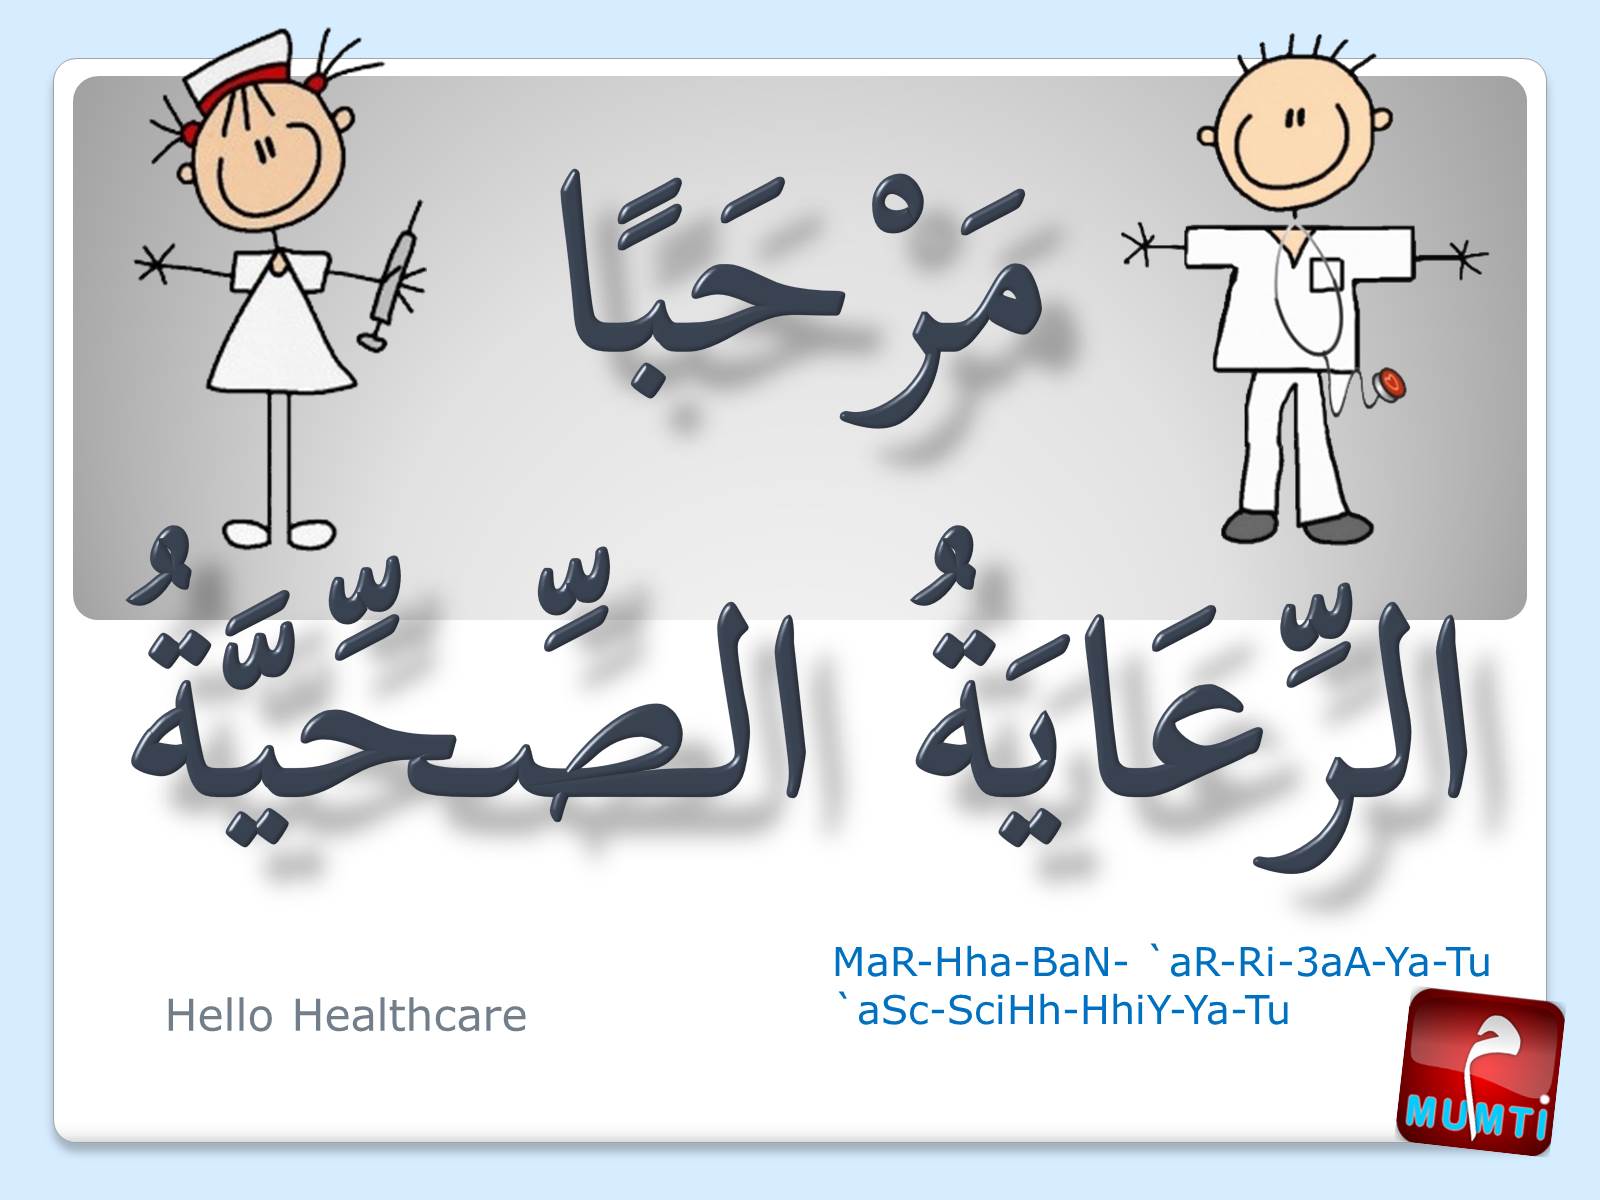 مَرْحَبًا
الرِّعَايَةُ الصِّحِّيَّةُ
MaR-Hha-BaN- `aR-Ri-3aA-Ya-Tu
`aSc-SciHh-HhiY-Ya-Tu
Hello Healthcare
م
MUMTi